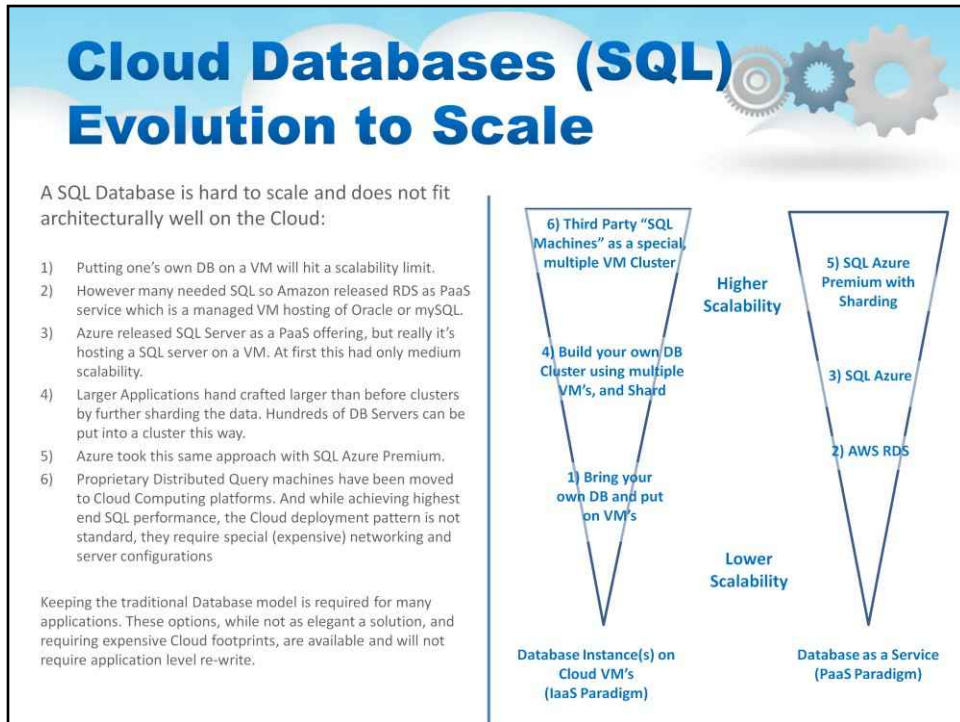 Cloud Databases (SQL)
Evolution to Scale
A SQL Database is hard to scale and does not fit
architecturally well on the Cloud:
1) Putting one's own DB on a VM will hit a scalability limit.
2) However many needed SQL so Amazon released RDS as PaaS
service which is a managed VM hosting of Oracle or mySQL.
3) Azure released SQL Server as a PaaS offering, but really it's
hosting a SQL server on a VM. At first this had only medium
scalability.
4) Larger Applications hand crafted larger than before clusters
by further sharding the data. Hundreds of DB Servers can be
put into a cluster this way.
5) Azure took this same approach with SQL Azure Premium.
6) Proprietary Distributed Query machines have been moved
to Cloud Computing platforms. And while achieving highest
end SQL performance, the Cloud deployment pattern is not
standard, they require special (expensive) networking and
server configurations
Keeping the traditional Database model is required for many
applications. These options, while not as elegant a solution, and
requiring expensive Cloud footprints, are available and will not
require application level re-write.
6) Third Party “SQL
Machines” as a special,
multiple VM Cluster
4) Build your own DB
Cluster using multiple
VM's, and Shard
1) Bring your
own DB and put
on VM's
Database Instance(s) on
Cloud VM's
(IaaS Paradigm)
Higher
Scalability
Lower
Scalability
5) SQL Azure
Premium with
Sharding
3) SQL Azure
2) AWS RDS
Database as a Service
(PaaS Paradigm)